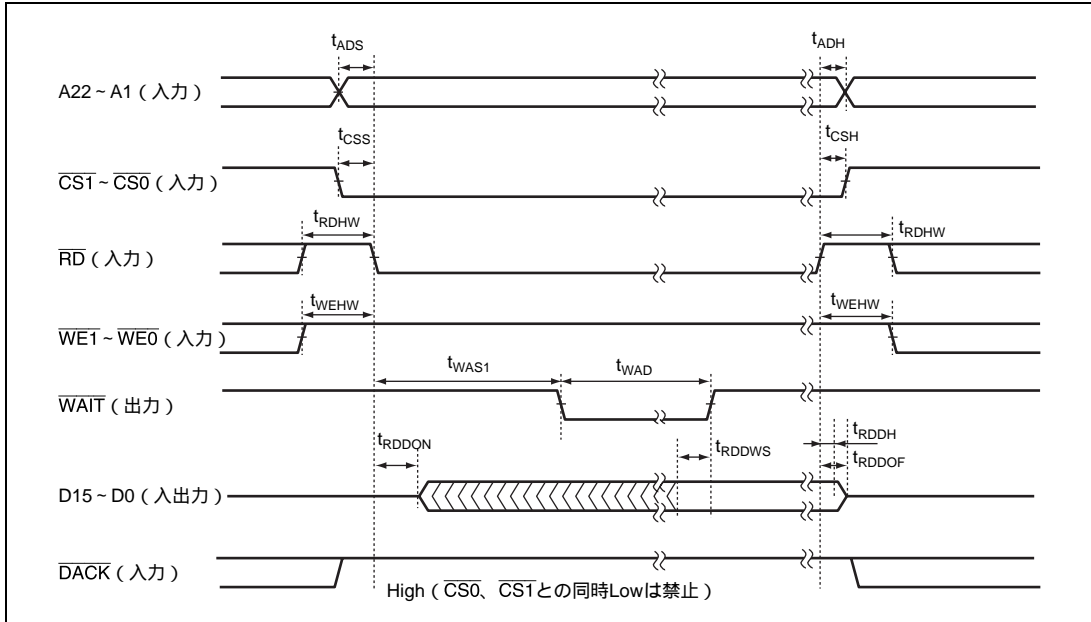 tADS
tADH
A22~A1（入力）
tCSS
tCSH
CS1~CS0（入力）
tRDHW
tRDHW
RD（入力）
tWEHW
tWEHW
WE1~WE0（入力）
tWAS1
tWAD
WAIT（出力）
tRDDON
tRDDWS
tRDDH
tRDDOF
D15~D0（入出力）
DACK（入力）
High（CS0、CS1との同時Lowは禁止）